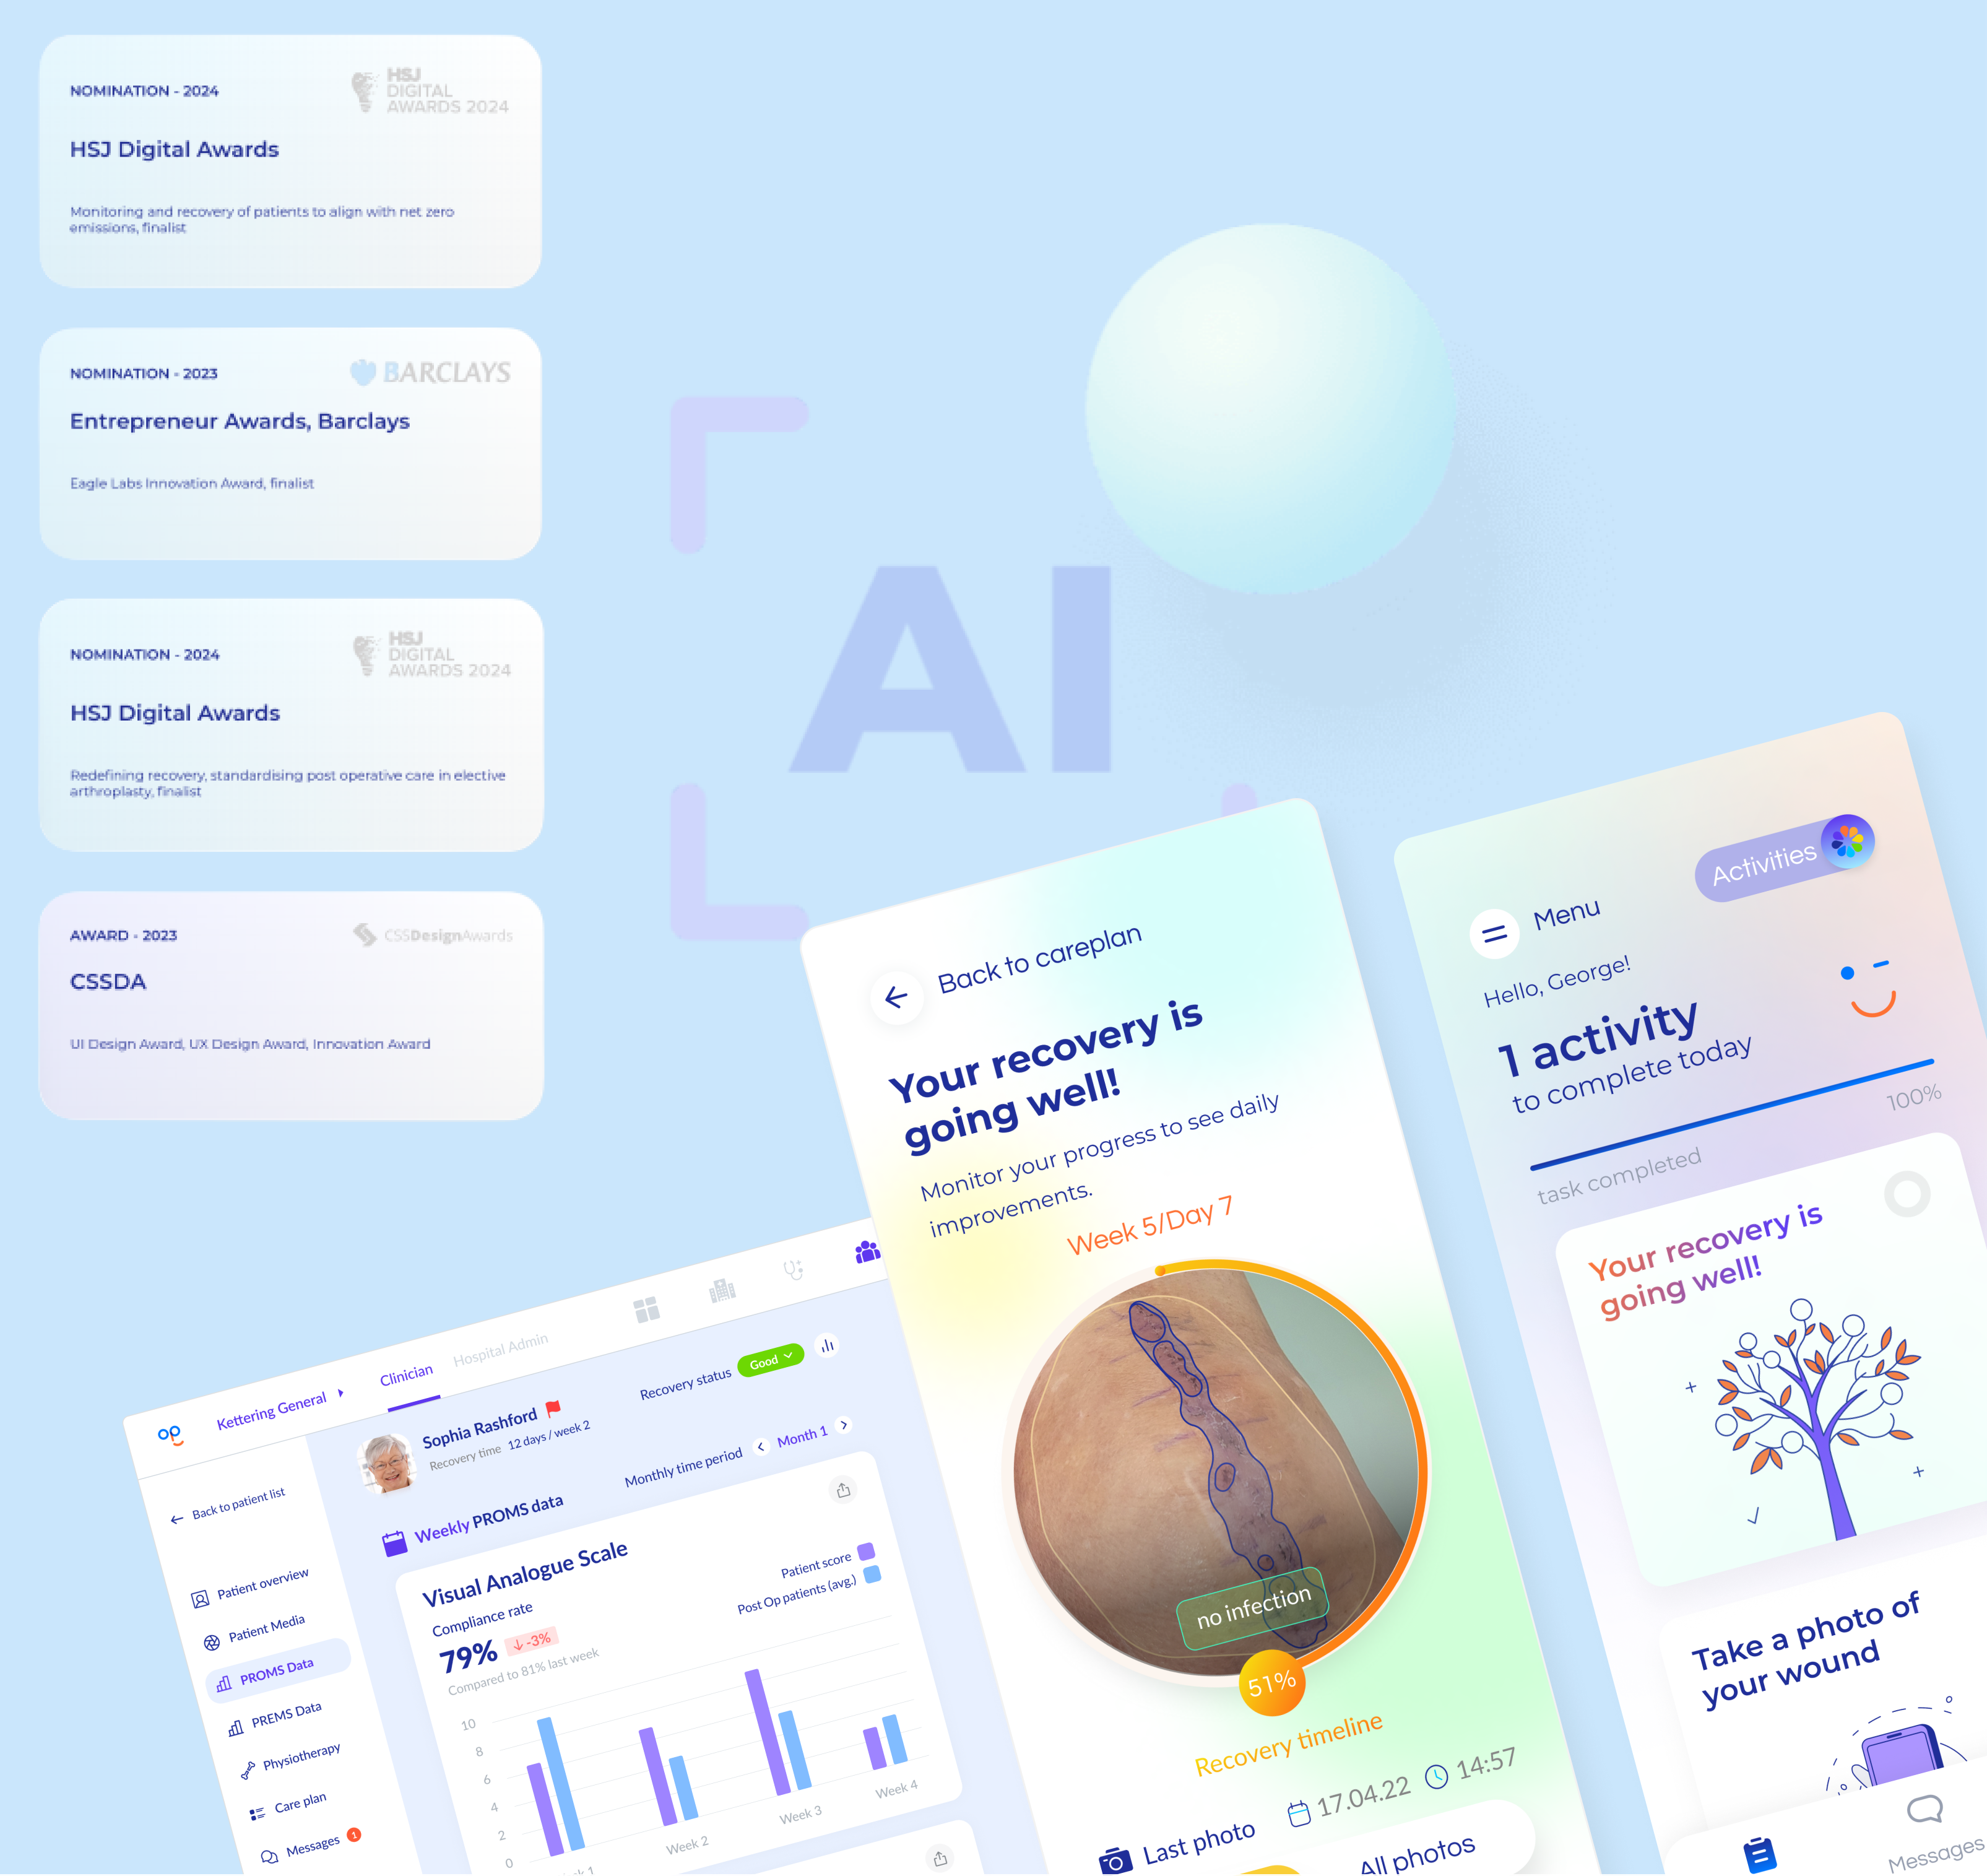 NOMINATION - 2024
HSJ
DIGITAL
AWARDS 2024
HSJ Digital Awards
Monitoring and recovery of patients to align with net zero
emissions, finalist
NOMINATION - 2023
BARCLAYS
Entrepreneur Awards, Barclays
Eagle Labs Innovation Award, finalist
NOMINATION - 2024
HSJ
DIGITAL
AWARDS 2024
HSJ Digital Awards
Redefining recovery, standardising post operative care in elective
arthroplasty, finalist
AWARD - 2023
CSSDesignAwards
CSSDA
UI Design Award, UX Design Award, Innovation Award
AI
Kettering General
Clinician
Hospital Admin
Back to patient list
Patient overview
Patient Media
PROMS Data
PREMS Data
Physiotherapy
Care plan
Messages 1
Sophia Rashford
Recovery time 12 days / week 2
Recovery status Good
Weekly PROMS data
Monthly time period Month 1
Visual Analogue Scale
Compliance rate
79% -3%
Compared to 81% last week
Patient score
Post Op patients (avg.)
10
8
6
4
2
0
Week 2
Week 3
Week 4
Back to careplan
Your recovery is
going well!
Monitor your progress to see daily
improvements.
Week 5/Day 7
no infection
51%
Recovery timeline
Last photo
17.04.22
14:57
All photos
Activities
Menu
Hello, George!
1 activity
to complete today
100%
task completed
Your recovery is
going well!
Take a photo of
your wound
Messages